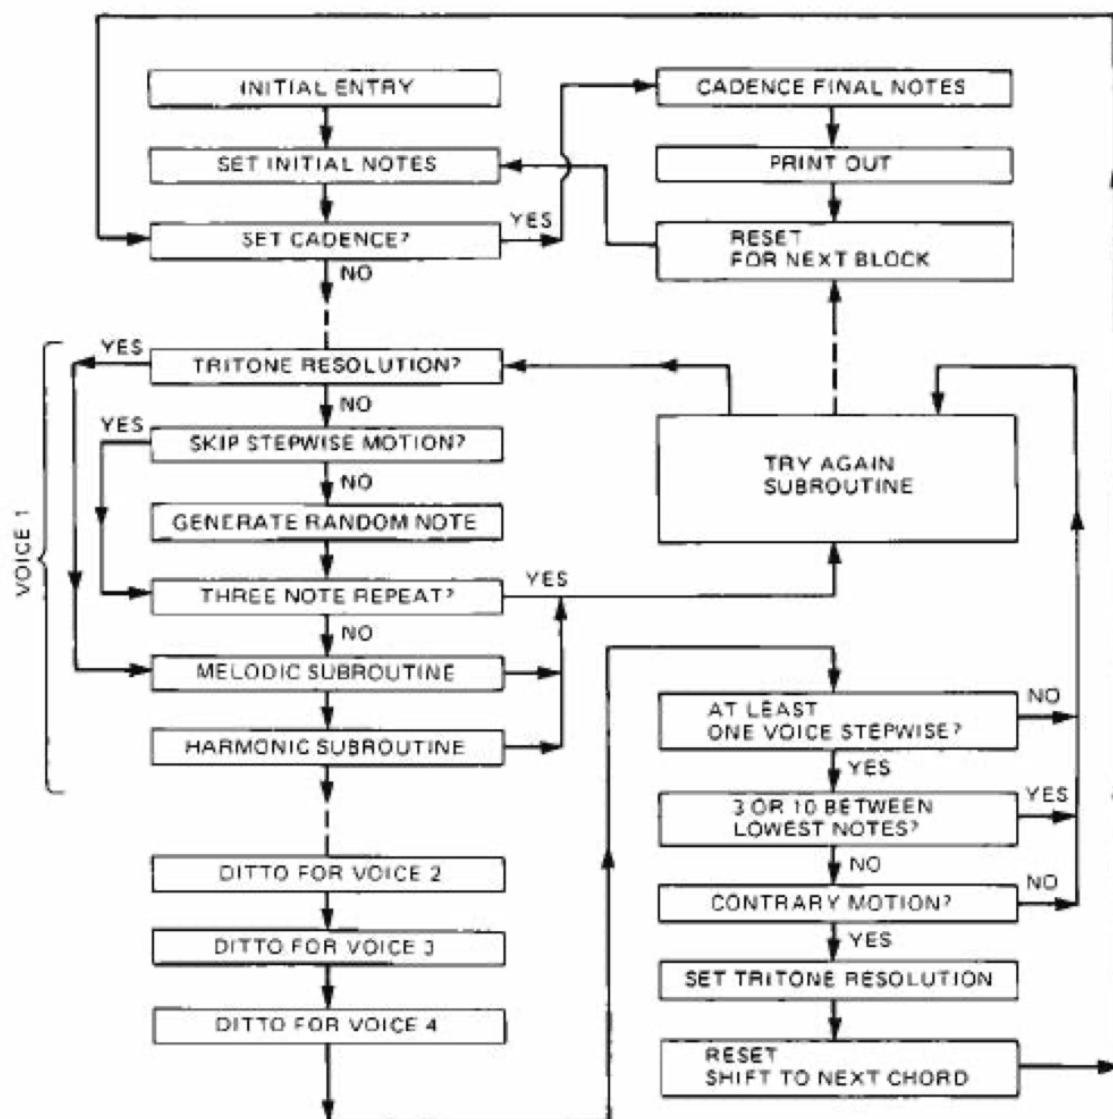 INITIAL ENTRY
SET INITIAL NOTES
SET CADENCE?
YES
NO
CADENCE FINAL NOTES
PRINT OUT
RESET
FOR NEXT BLOCK
VOICE 1
YES
TRITONE RESOLUTION?
NO
YES
SKIP STEPWISE MOTION?
NO
GENERATE RANDOM NOTE
THREE NOTE REPEAT?
YES
NO
MELODIC SUBROUTINE
HARMONIC SUBROUTINE
TRY AGAIN
SUBROUTINE
DITTO FOR VOICE 2
DITTO FOR VOICE 3
DITTO FOR VOICE 4
AT LEAST
ONE VOICE STEPWISE?
NO
YES
3 OR 10 BETWEEN
LOWEST NOTES?
YES
NO
CONTRARY MOTION?
NO
YES
SET TRITONE RESOLUTION
RESET
SHIFT TO NEXT CHORD